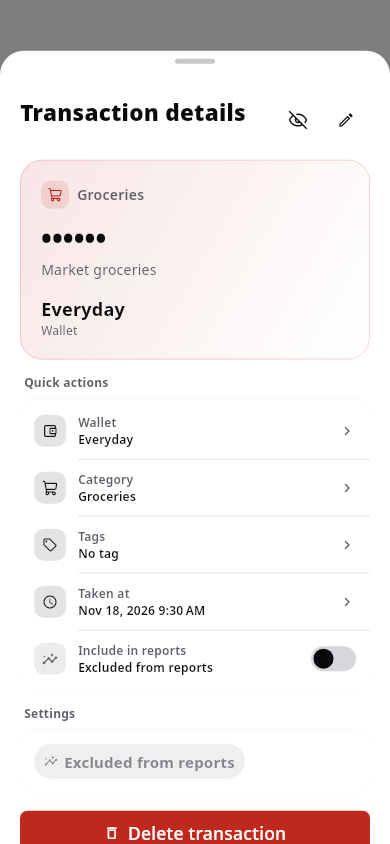 Transaction details
Groceries
••••••
Market groceries
Everyday
Wallet
Quick actions
Wallet
Everyday
Category
Groceries
Tags
No tag
Taken at
Nov 18, 2026 9:30 AM
Include in reports
Excluded from reports
Settings
Excluded from reports
Delete transaction